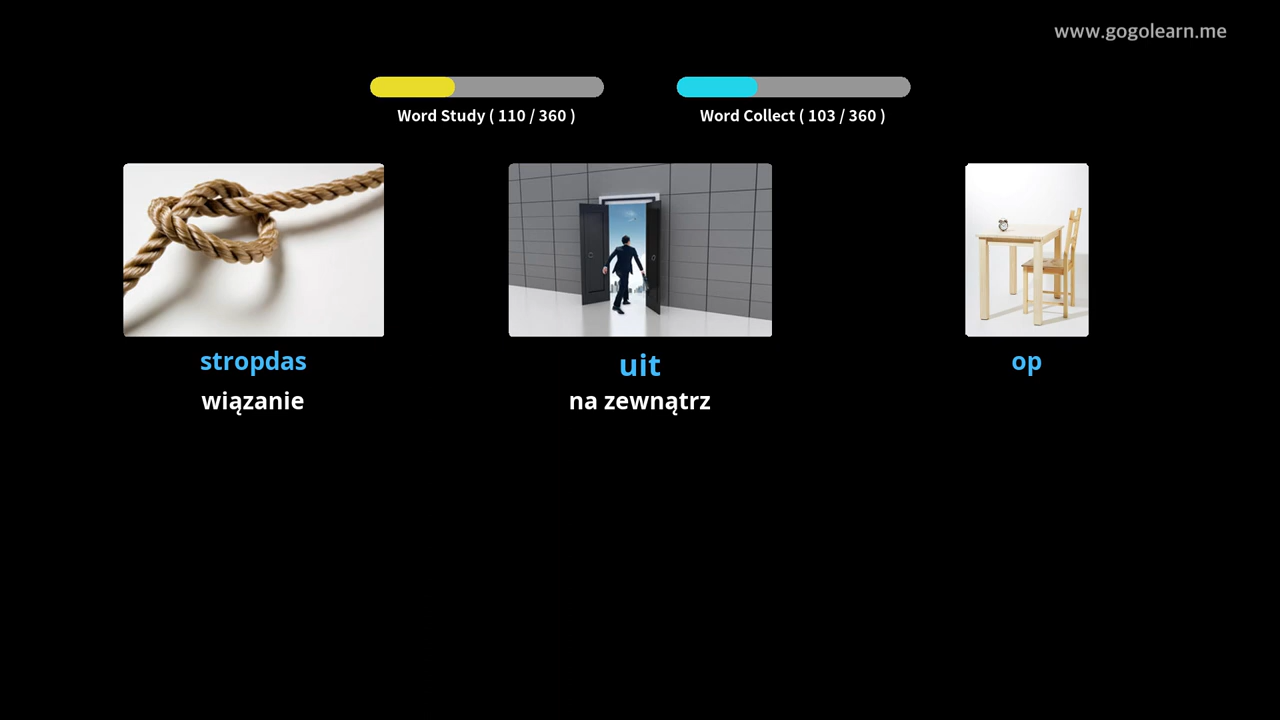 www.gogolearn.me
Word Study ( 110 / 360 )
Word Collect ( 103 / 360 )
stropdas
wiązanie
uit
na zewnątrz
op